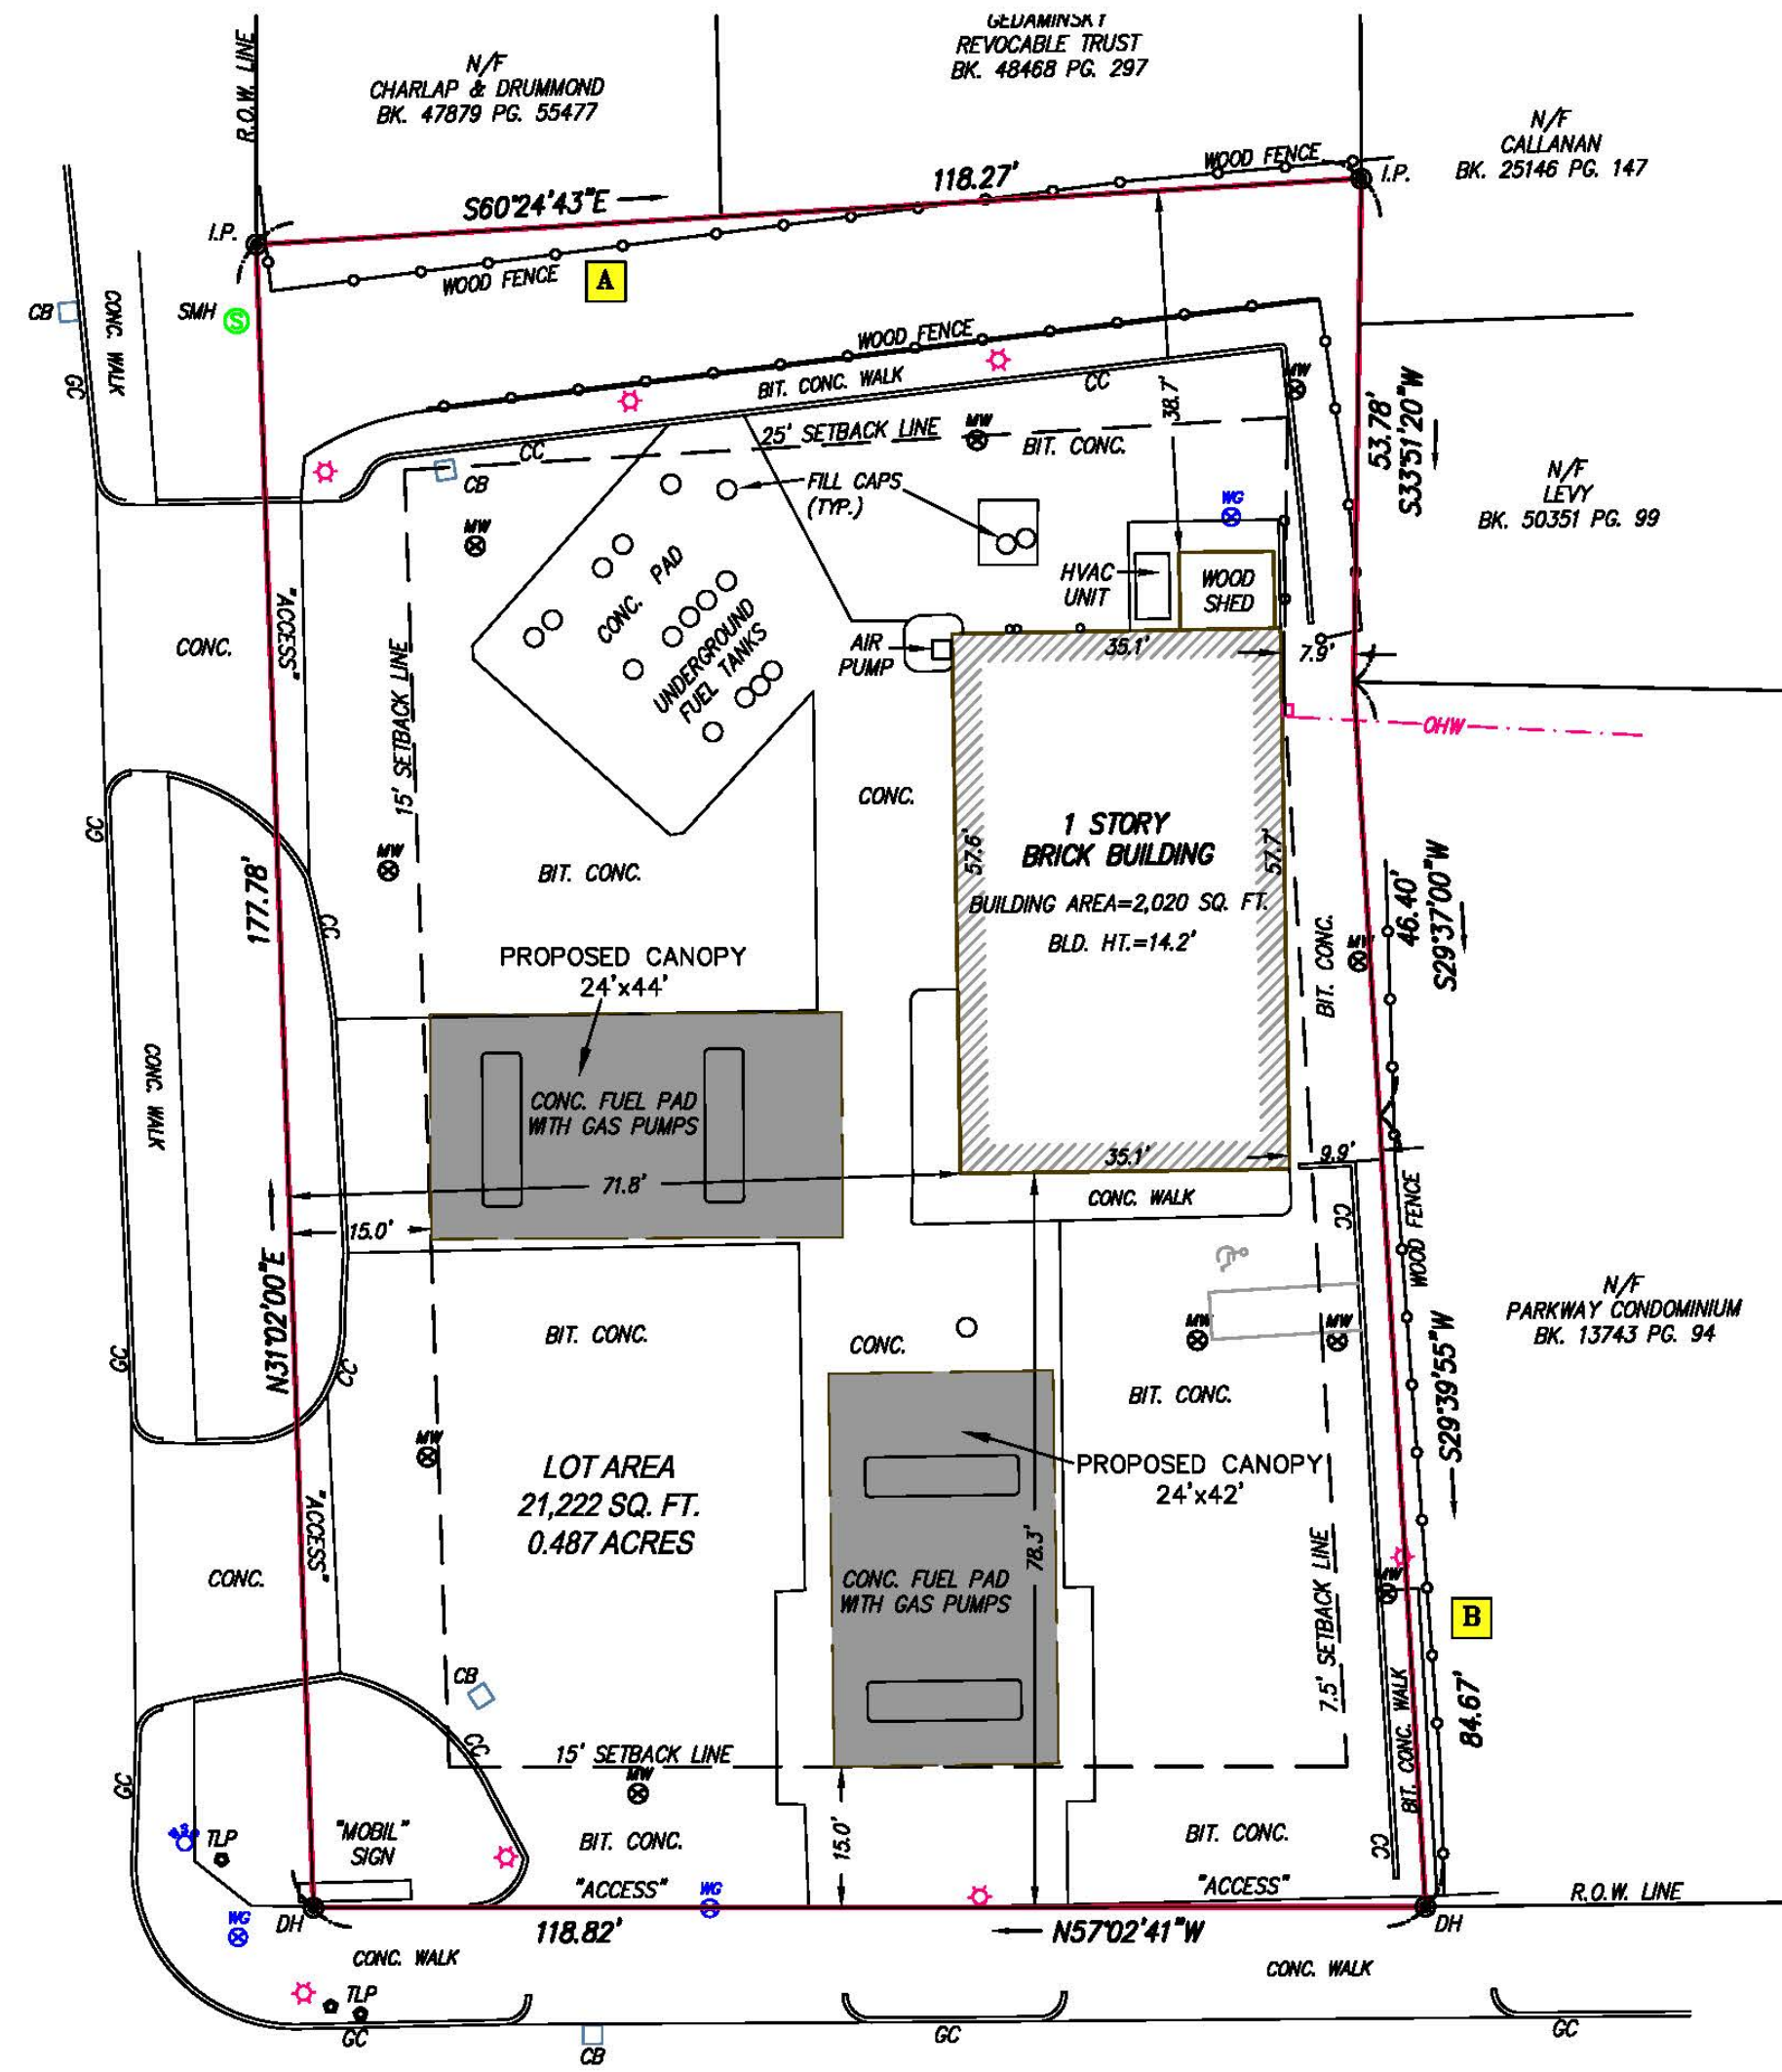 GEDAMINSKY
REVOCABLE TRUST
BK. 48468 PG. 297
R.O.W. LINE
N/F
CHARLAP & DRUMMOND
BK. 47879 PG. 55477
N/F
CALLANAN
BK. 25146 PG. 147
WOOD FENCE
118.27'
S60°24'43"E
I.P.
I.P.
WOOD FENCE
A
CB
CONC. WALK
SMH
S
GC
WOOD FENCE
BIT. CONC. WALK
CC
MW
38.7'
53.78'
S33°51'20"W
25' SETBACK LINE
MW
BIT. CONC.
CC
CB
N/F
LEVY
BK. 50351 PG. 99
FILL CAPS
(TYP.)
WG
MW
CONC. PAD
UNDERGROUND
FUEL TANKS
HVAC
UNIT
WOOD
SHED
"ACCESS"
CONC.
15' SETBACK LINE
AIR
PUMP
35.1'
7.9'
OHW
CONC.
1 STORY
BRICK BUILDING
57.6'
57.7'
BUILDING AREA=2,020 SQ. FT.
BLD. HT.=14.2'
GC
MW
BIT. CONC.
177.78'
CC
46.40'
S29°37'00"W
MW
BIT. CONC.
PROPOSED CANOPY
24'x44'
CONC. WALK
CONC. FUEL PAD
WITH GAS PUMPS
35.1'
9.9'
71.8'
CONC. WALK
15.0'
WOOD FENCE
CC
N31°02'00"E
N/F
PARKWAY CONDOMINIUM
BK. 13743 PG. 94
BIT. CONC.
CONC.
MW
MW
GC
CC
S29°39'55"W
BIT. CONC.
MW
LOT AREA
21,222 SQ. FT.
0.487 ACRES
PROPOSED CANOPY
24'x42'
"ACCESS"
78.3'
CONC.
CONC. FUEL PAD
WITH GAS PUMPS
7.5' SETBACK LINE
MW
B
CB
CC
BIT. CONC. WALK
84.67'
15' SETBACK LINE
MW
GC
TLP
"MOBIL"
SIGN
BIT. CONC.
15.0'
BIT. CONC.
CC
"ACCESS"
WG
"ACCESS"
R.O.W. LINE
WG
DH
118.82'
N57°02'41"W
DH
CONC. WALK
CONC. WALK
TLP
GC
CB
GC
GC